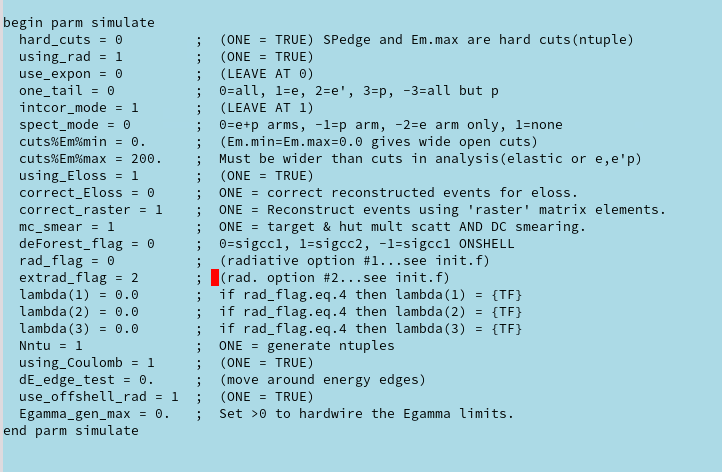 begin parm simulate
hard_cuts = 0 ; (ONE = TRUE) SPedge and Em.max are hard cuts(ntuple)
using_rad = 1 ; (ONE = TRUE)
use_expon = 0 ; (LEAVE AT 0)
one_tail = 0 ; 0=all, 1=e, 2=e', 3=p, -3=all but p
intcor_mode = 1 ; (LEAVE AT 1)
spect_mode = 0 ; 0=e+p arms, -1=p arm, -2=e arm only, 1=none
cuts%Em%min = 0. ; (Em.min=Em.max=0.0 gives wide open cuts)
cuts%Em%max = 200. ; Must be wider than cuts in analysis(elastic or e,e'p)
using_Eloss = 1 ; (ONE = TRUE)
correct_Eloss = 0 ; ONE = correct reconstructed events for eloss.
correct_raster = 1 ; ONE = Reconstruct events using 'raster' matrix elements.
mc_smear = 1 ; ONE = target & hut mult scatt AND DC smearing.
deForest_flag = 0 ; 0=sigcc1, 1=sigcc2, -1=sigcc1 ONSHELL
rad_flag = 0 ; (radiative option #1...see init.f)
extrad_flag = 2 ; (rad. option #2...see init.f)
lambda(1) = 0.0 ; if rad_flag.eq.4 then lambda(1) = {TF}
lambda(2) = 0.0 ; if rad_flag.eq.4 then lambda(2) = {TF}
lambda(3) = 0.0 ; if rad_flag.eq.4 then lambda(3) = {TF}
Nntu = 1 ; ONE = generate ntuples
using_Coulomb = 1 ; (ONE = TRUE)
dE_edge_test = 0. ; (move around energy edges)
use_offshell_rad = 1 ; (ONE = TRUE)
Egamma_gen_max = 0. ; Set >0 to hardwire the Egamma limits.
end parm simulate